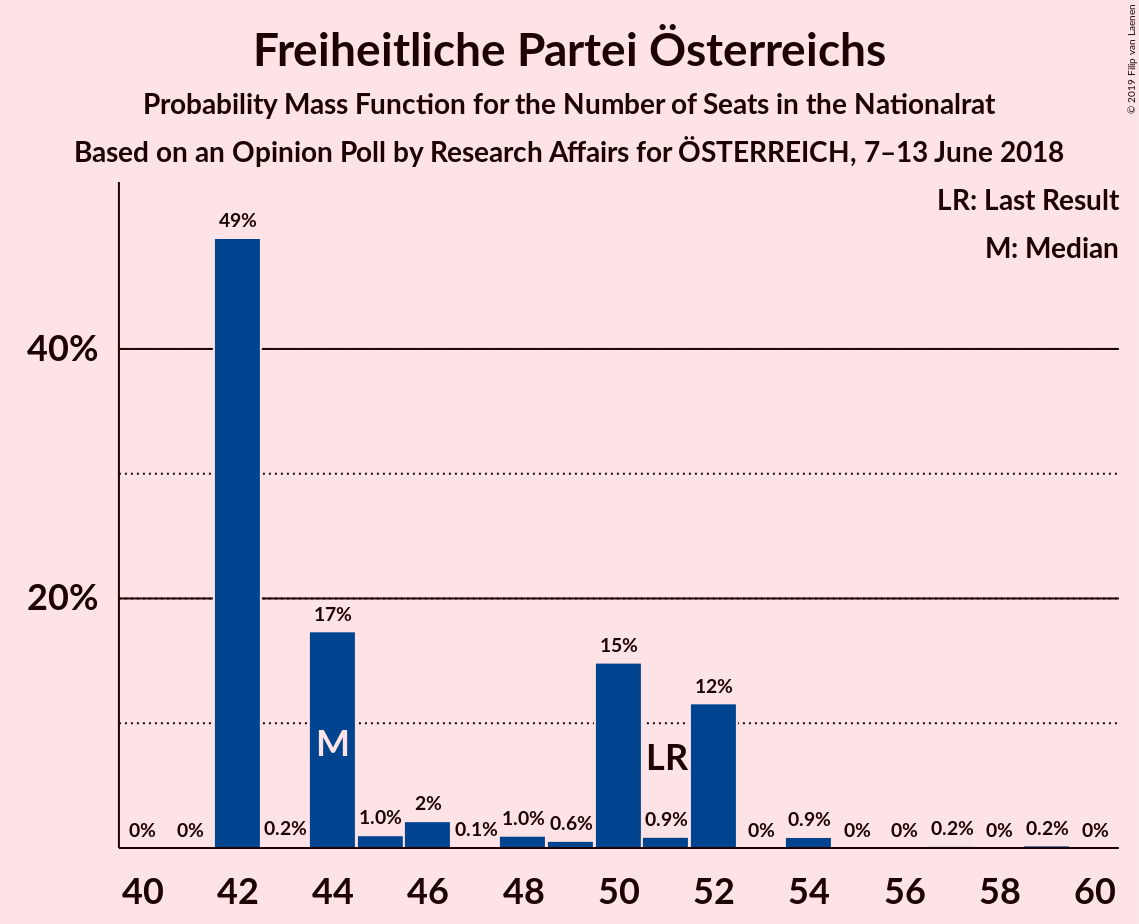 Freiheitliche Partei Österreichs
Probability Mass Function for the Number of Seats in the Nationalrat
Based on an Opinion Poll by Research Affairs for ÖSTERREICH, 7–13 June 2018
© 2019 Filip van Laenen
LR: Last Result
M: Median
49%
40%
20%
17%
15%
12%
M
LR
0% 0% 0.2% 1.0% 2% 0.1% 1.0% 0.6% 0.9% 0% 0.9% 0% 0% 0.2% 0% 0.2% 0%
40 42 44 46 48 50 52 54 56 58 60